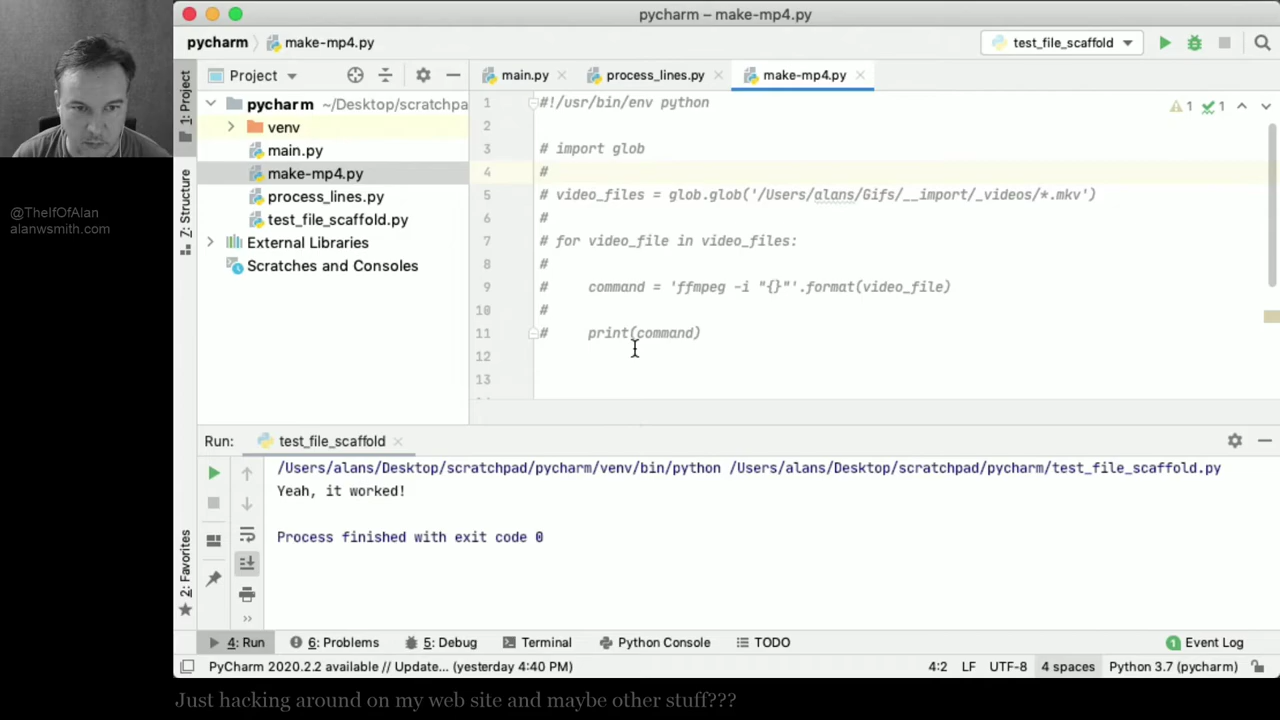 pycharm – make-mp4.py
pycharm
make-mp4.py
test_file_scaffold
1: Project
Project
main.py
process_lines.py
make-mp4.py
pycharm ~/Desktop/scratchpa
venv
main.py
make-mp4.py
process_lines.py
test_file_scaffold.py
External Libraries
Scratches and Consoles
7: Structure
@TheIfOfAlan
alanwsmith.com
1 #!/usr/bin/env python
2
3 # import glob
4 #
5 # video_files = glob.glob('/Users/alans/Gifs/__import/_videos/*.mkv')
6 #
7 # for video_file in video_files:
8 #
9 #     command = 'ffmpeg -i "{}"'.format(video_file)
10 #
11 #     print(command)
12
13
1 1
Run: test_file_scaffold
/Users/alans/Desktop/scratchpad/pycharm/venv/bin/python /Users/alans/Desktop/scratchpad/pycharm/test_file_scaffold.py
Yeah, it worked!
Process finished with exit code 0
2: Favorites
4: Run
6: Problems
5: Debug
Terminal
Python Console
TODO
1 Event Log
PyCharm 2020.2.2 available // Update... (yesterday 4:40 PM)
4:2 LF UTF-8 4 spaces Python 3.7 (pycharm)
Just hacking around on my web site and maybe other stuff???